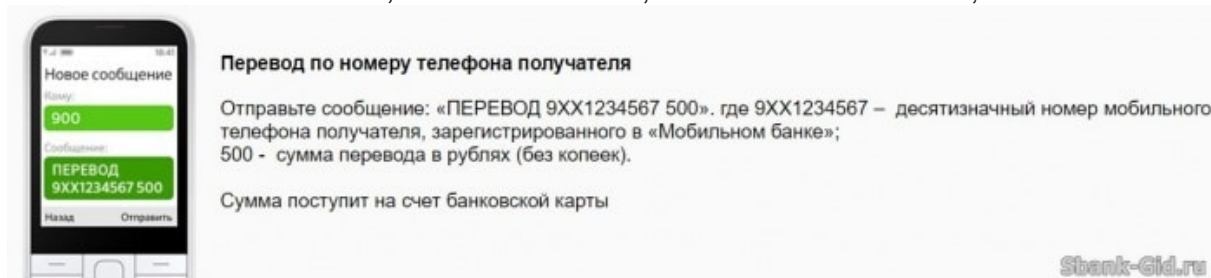 18:41
Новое сообщение
Кому:
900
Сообщение:
ПЕРЕВОД
9XX1234567 500
Назад Отправить
Перевод по номеру телефона получателя
Отправьте сообщение: «ПЕРЕВОД 9XX1234567 500». где 9XX1234567 – десятизначный номер мобильного
телефона получателя, зарегистрированного в «Мобильном банке»;
500 - сумма перевода в рублях (без копеек).
Сумма поступит на счет банковской карты
Sbank-Gid.ru